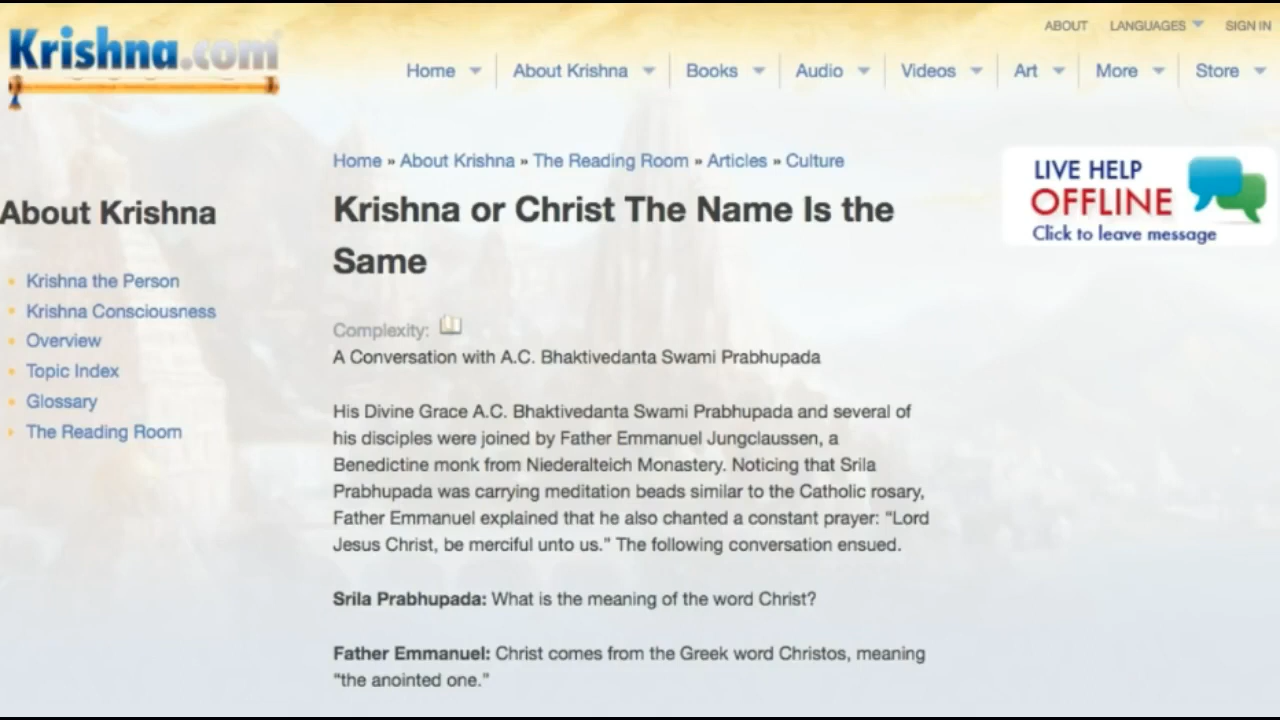 Krishna.com
ABOUT LANGUAGES SIGN IN
Home About Krishna Books Audio Videos Art More Store
Home » About Krishna » The Reading Room » Articles » Culture
LIVE HELP
OFFLINE
Click to leave message
About Krishna
Krishna the Person
Krishna Consciousness
Overview
Topic Index
Glossary
The Reading Room
Krishna or Christ The Name Is the
Same
Complexity:
A Conversation with A.C. Bhaktivedanta Swami Prabhupada
His Divine Grace A.C. Bhaktivedanta Swami Prabhupada and several of
his disciples were joined by Father Emmanuel Jungclaussen, a
Benedictine monk from Niederalteich Monastery. Noticing that Srila
Prabhupada was carrying meditation beads similar to the Catholic rosary,
Father Emmanuel explained that he also chanted a constant prayer: “Lord
Jesus Christ, be merciful unto us.” The following conversation ensued.
Srila Prabhupada: What is the meaning of the word Christ?
Father Emmanuel: Christ comes from the Greek word Christos, meaning
“the anointed one.”